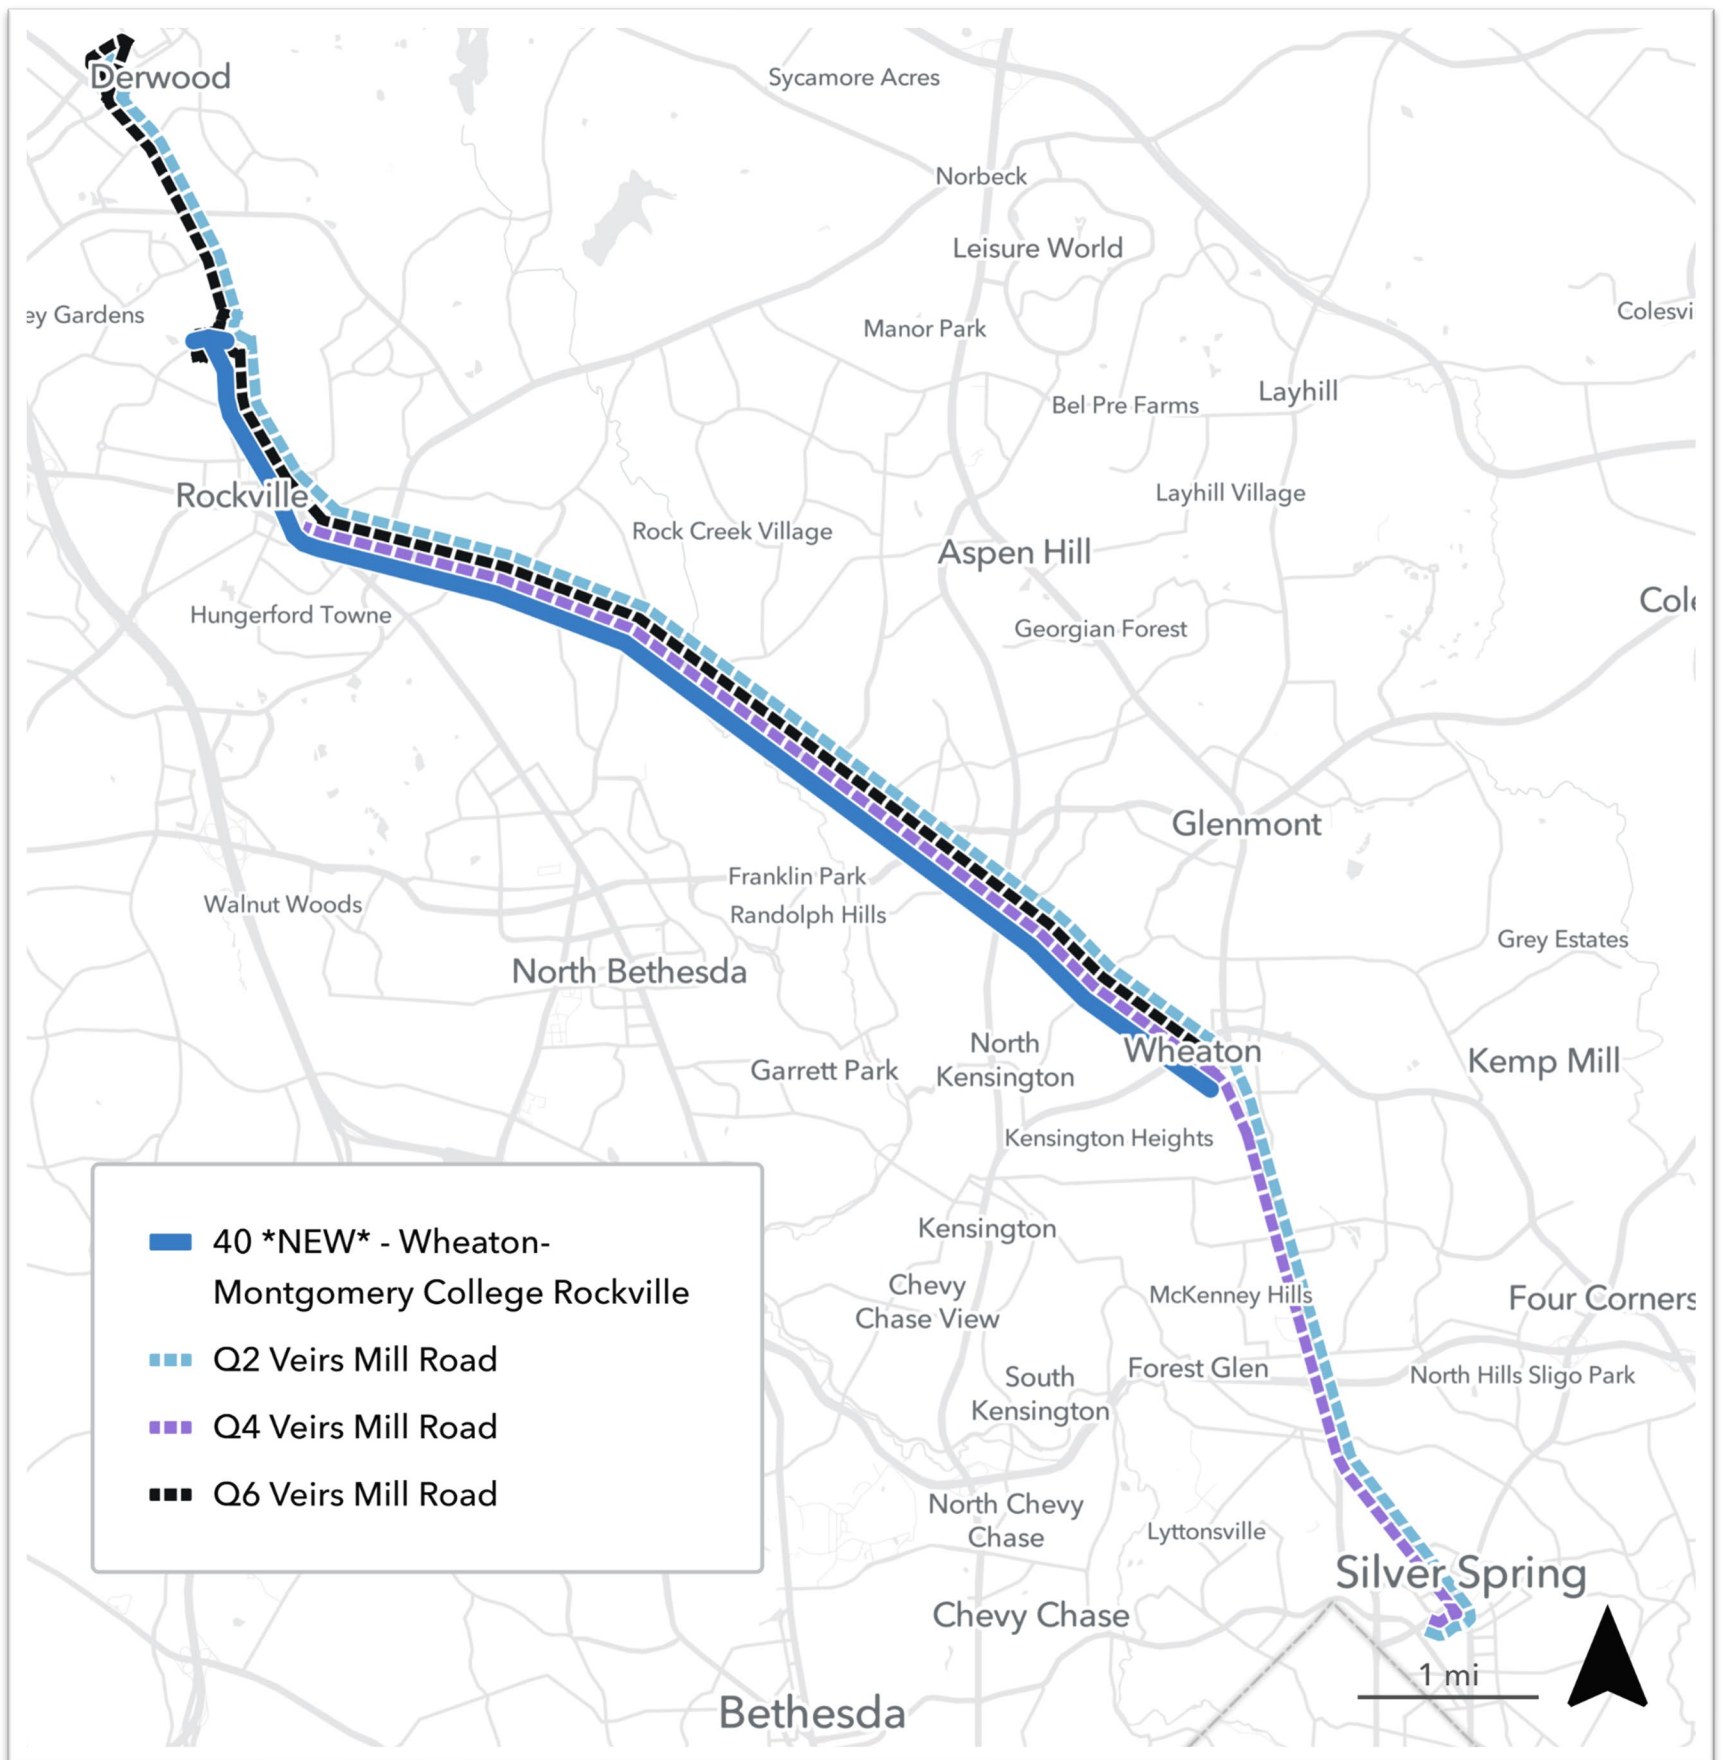 Derwood
Sycamore Acres
Norbeck
Leisure World
ey Gardens
Colesvi
Manor Park
Layhill
Bel Pre Farms
Rockville
Layhill Village
Rock Creek Village
Aspen Hill
Cole
Hungerford Towne
Georgian Forest
Glenmont
Franklin Park
Walnut Woods
Randolph Hills
Grey Estates
North Bethesda
North
Kensington
Wheaton
Kemp Mill
Garrett Park
Kensington Heights
Kensington
Chevy
Chase View
McKenney Hills
Four Corners
Forest Glen
North Hills Sligo Park
South
Kensington
40 *NEW* - Wheaton-
Montgomery College Rockville
Q2 Veirs Mill Road
Q4 Veirs Mill Road
Q6 Veirs Mill Road
North Chevy
Chase
Lyttonsville
Silver Spring
Chevy Chase
1 mi
Bethesda